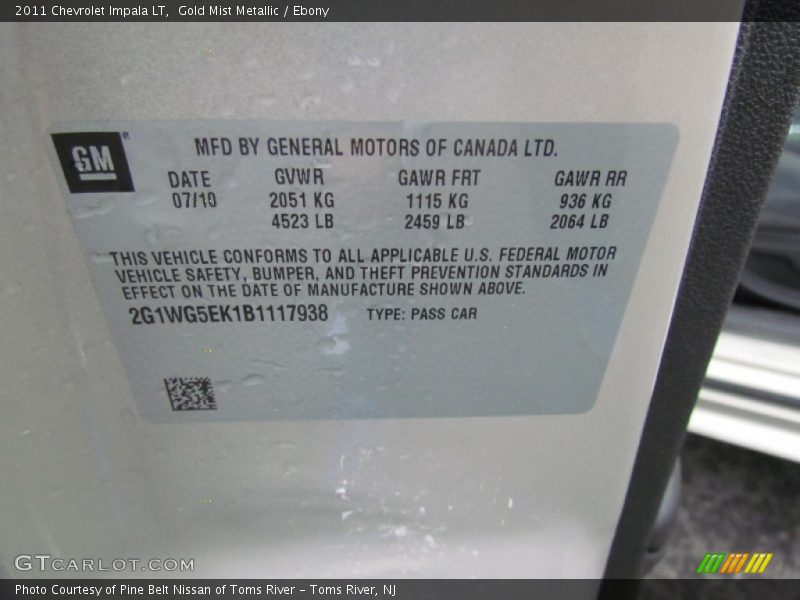 2011 Chevrolet Impala LT, Gold Mist Metallic / Ebony
GM
MFD BY GENERAL MOTORS OF CANADA LTD.
DATE GVWR GAWR FRT GAWR RR
07/10 2051 KG 1115 KG 936 KG
4523 LB 2459 LB 2064 LB
THIS VEHICLE CONFORMS TO ALL APPLICABLE U.S. FEDERAL MOTOR
VEHICLE SAFETY, BUMPER, AND THEFT PREVENTION STANDARDS IN
EFFECT ON THE DATE OF MANUFACTURE SHOWN ABOVE.
2G1WG5EK1B1117938 TYPE: PASS CAR
GTCARLOT.COM
Photo Courtesy of Pine Belt Nissan of Toms River – Toms River, NJ